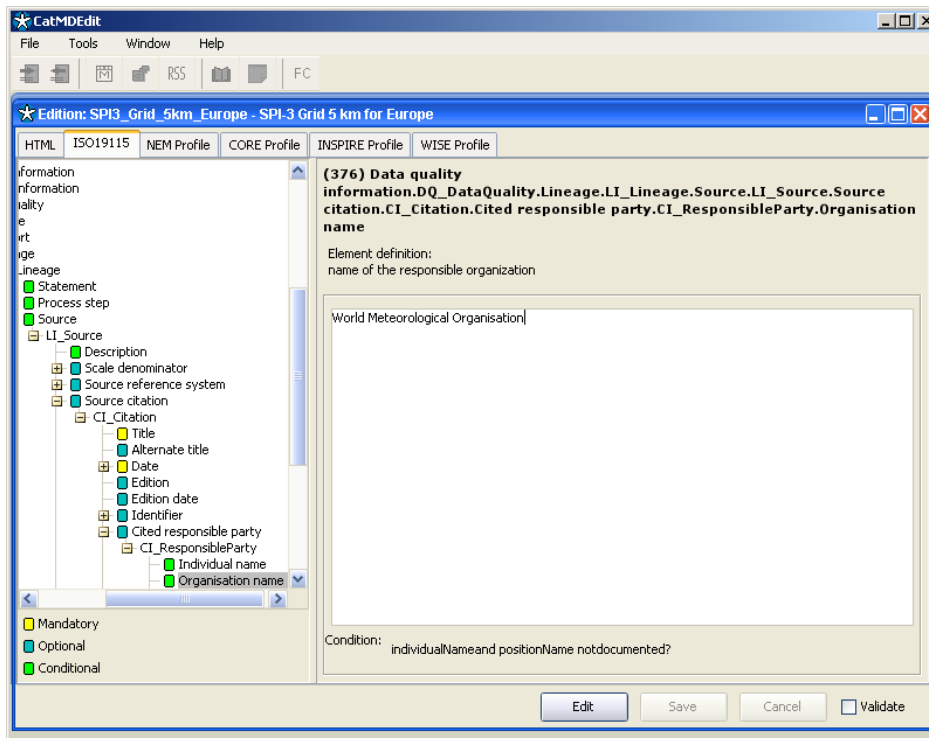 CatMDEdit
File Tools Window Help
RSS FC
Edition: SPI3_Grid_5km_Europe - SPI-3 Grid 5 km for Europe
HTML ISO19115 NEM Profile CORE Profile INSPIRE Profile WISE Profile
iformation
nformation
iality
e
rt
ige
Lineage
Statement
Process step
Source
LI_Source
Description
Scale denominator
Source reference system
Source citation
CI_Citation
Title
Alternate title
Date
Edition
Edition date
Identifier
Cited responsible party
CI_ResponsibleParty
Individual name
Organisation name
Mandatory
Optional
Conditional
(376) Data quality
information.DQ_DataQuality.Lineage.LI_Lineage.Source.LI_Source.Source
citation.CI_Citation.Cited responsible party.CI_ResponsibleParty.Organisation
name
Element definition:
name of the responsible organization
World Meteorological Organisation
Condition: individualNameand positionName notdocumented?
Edit Save Cancel Validate